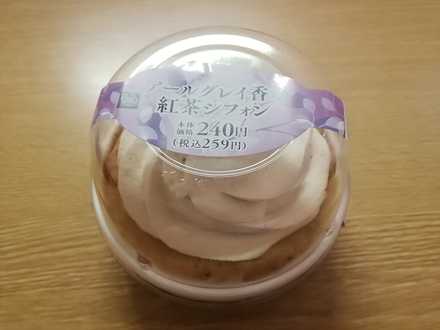 アールグレイ香
紅茶シフォン
本体
価格 240円
(税込259円)